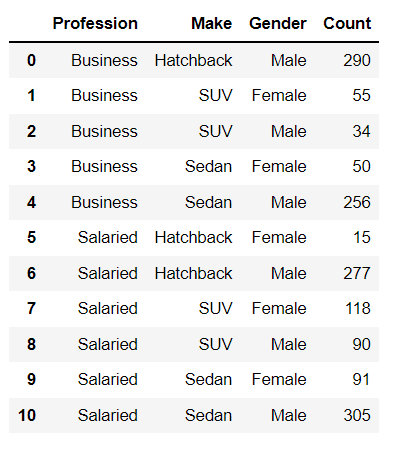 Profession Make Gender Count
0 Business Hatchback Male 290
1 Business SUV Female 55
2 Business SUV Male 34
3 Business Sedan Female 50
4 Business Sedan Male 256
5 Salaried Hatchback Female 15
6 Salaried Hatchback Male 277
7 Salaried SUV Female 118
8 Salaried SUV Male 90
9 Salaried Sedan Female 91
10 Salaried Sedan Male 305